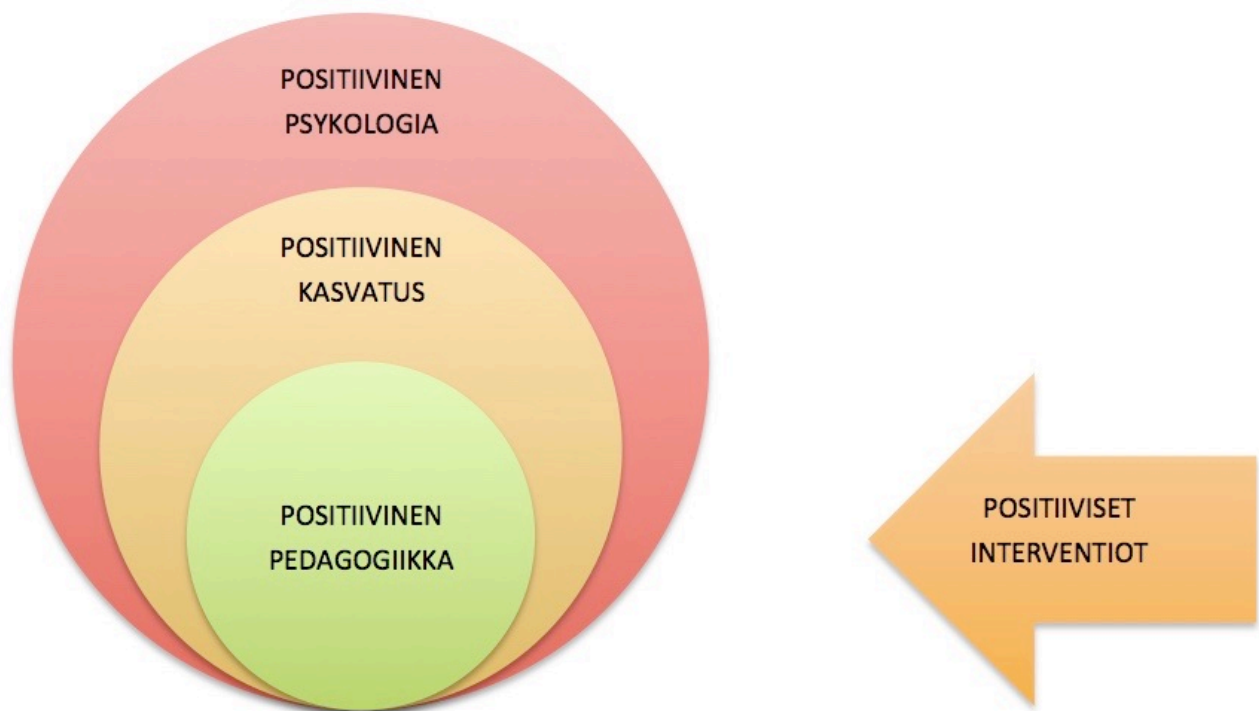 POSITIIVINEN
PSYKOLOGIA
POSITIIVINEN
KASVATUS
POSITIIVINEN
PEDAGOGIIKKA
POSITIIVISET
INTERVENTIOT